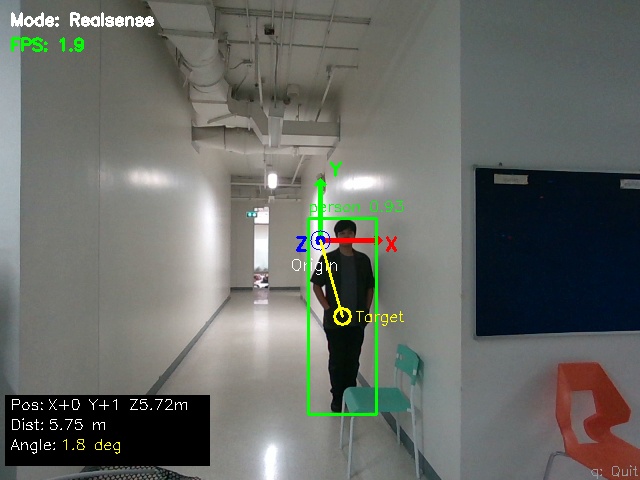 Mode: Realsense
FPS: 1.9
Y
person 0.93
Z
X
Origin
Target
Pos: X+0 Y+1 Z5.72m
Dist: 5.75 m
Angle: 1.8 deg
q: Quit